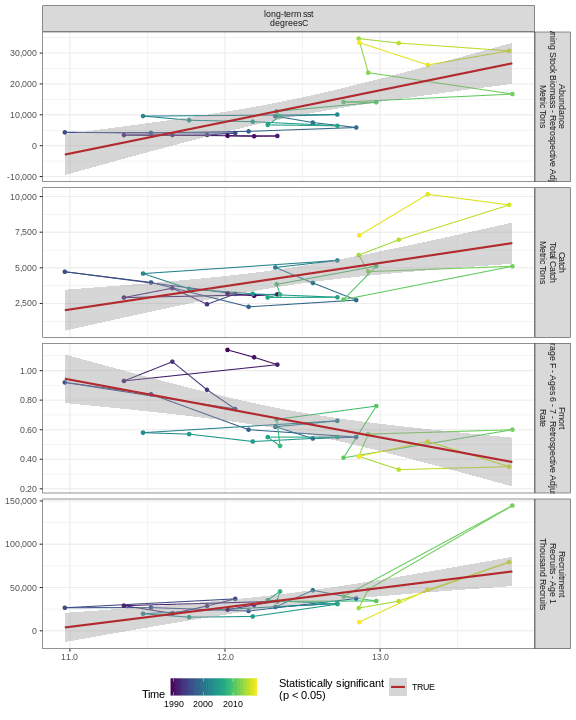 long-term sst
degreesC
30,000
20,000
10,000
0
-10,000
Abundance
Stock Biomass - Retrospective Adj
Metric Tons
10,000
7,500
5,000
2,500
Catch
Total Catch
Metric Tons
1.00
0.80
0.60
0.40
0.20
Fmort
F - Ages 6 - 7 - Retrospective
Rate
150,000
100,000
50,000
0
Recruitment
Recruits - Age 1
Thousand Recruits
11.0 12.0 13.0
Time
1990 2000 2010
Statistically significant
(p < 0.05)
TRUE